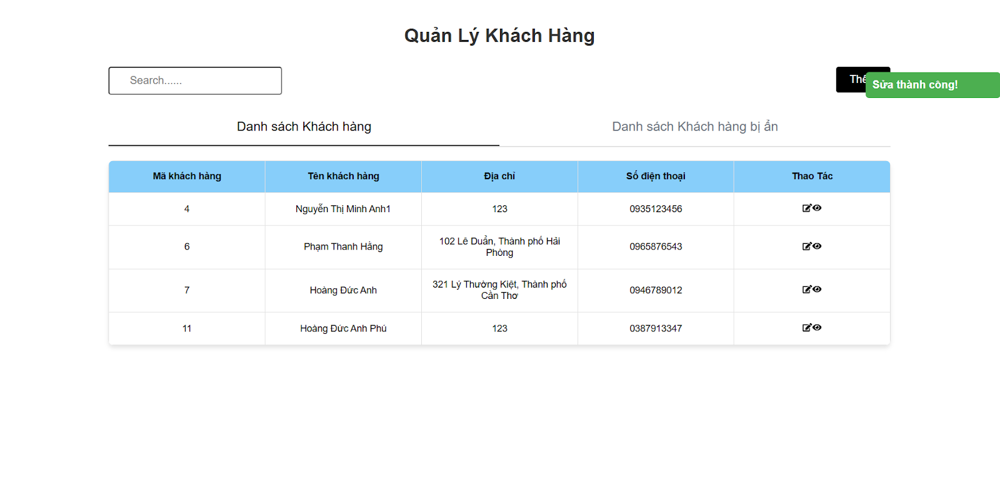 Quản Lý Khách Hàng
Search......
Sửa thành công!
Danh sách Khách hàng
Danh sách Khách hàng bị ẩn
Mã khách hàng Tên khách hàng Địa chỉ Số điện thoại Thao Tác
4 Nguyễn Thị Minh Anh1 123 0935123456
6 Phạm Thanh Hằng 102 Lê Duẩn, Thành phố Hải
Phòng 0965876543
7 Hoàng Đức Anh 321 Lý Thường Kiệt, Thành phố
Cần Thơ 0946789012
11 Hoàng Đức Anh Phú 123 0387913347